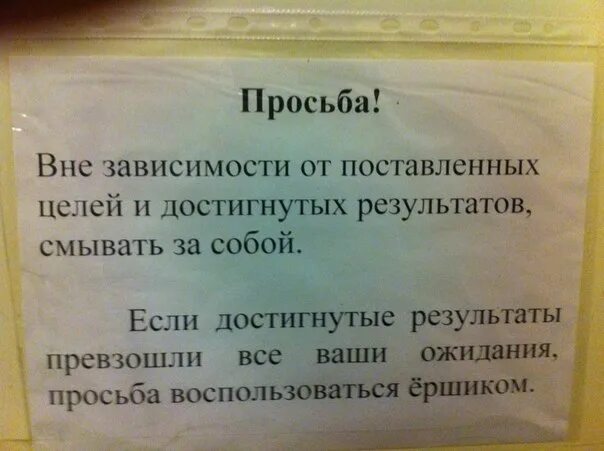 Просьба!
Вне зависимости от поставленных
целей и достигнутых результатов,
смывать за собой.
Если достигнутые результаты
превзошли все ваши ожидания,
просьба воспользоваться ёршиком.